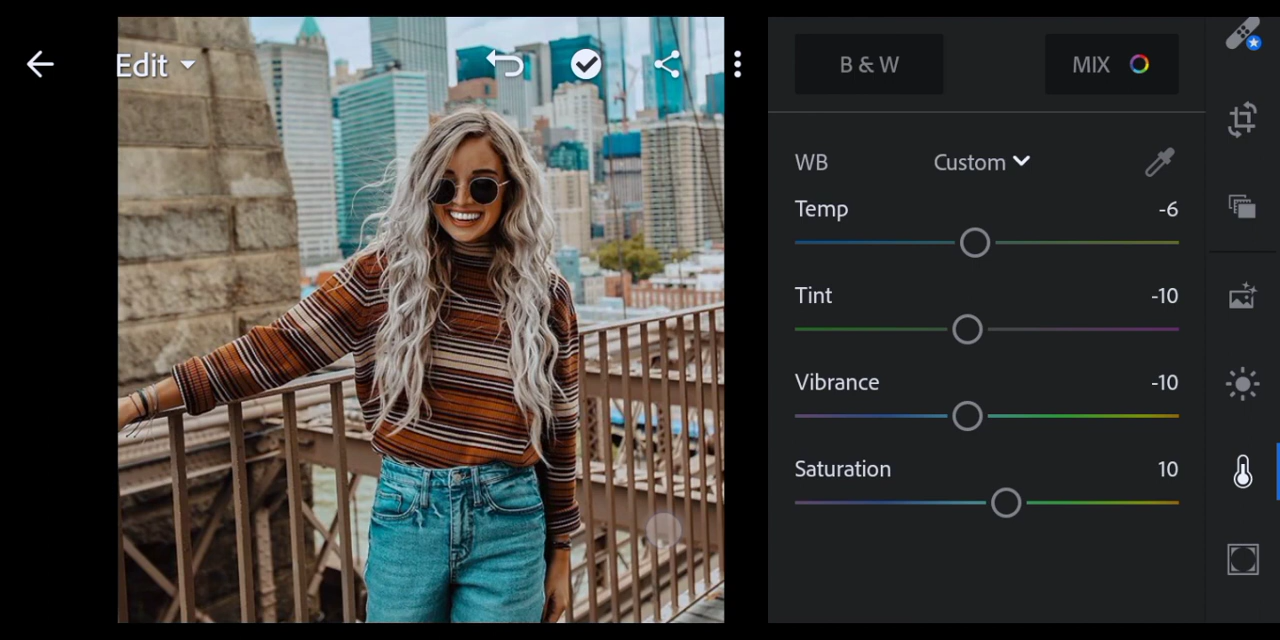 Edit
B & W
MIX
WB
Custom
Temp
-6
Tint
-10
Vibrance
-10
Saturation
10